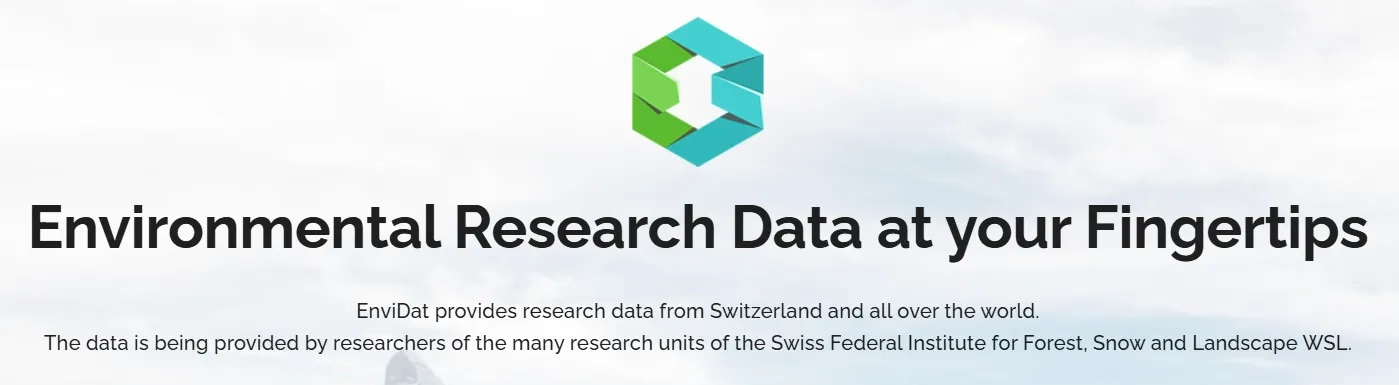 Environmental Research Data at your Fingertips
EnviDat provides research data from Switzerland and all over the world.
The data is being provided by researchers of the many research units of the Swiss Federal Institute for Forest, Snow and Landscape WSL.